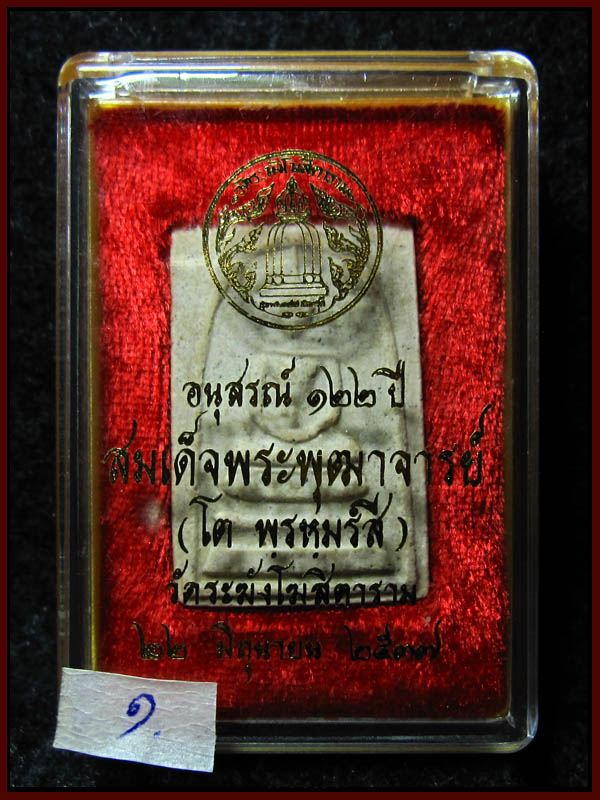 อนุสรณ์ ๑๒๒ ปี
สมเด็จพระพุฒาจารย์
(โต พฺรหฺมรํสี)
วัดระฆังโฆสิตาราม
๒๒ มิถุนายน ๒๕๓๗
๑.